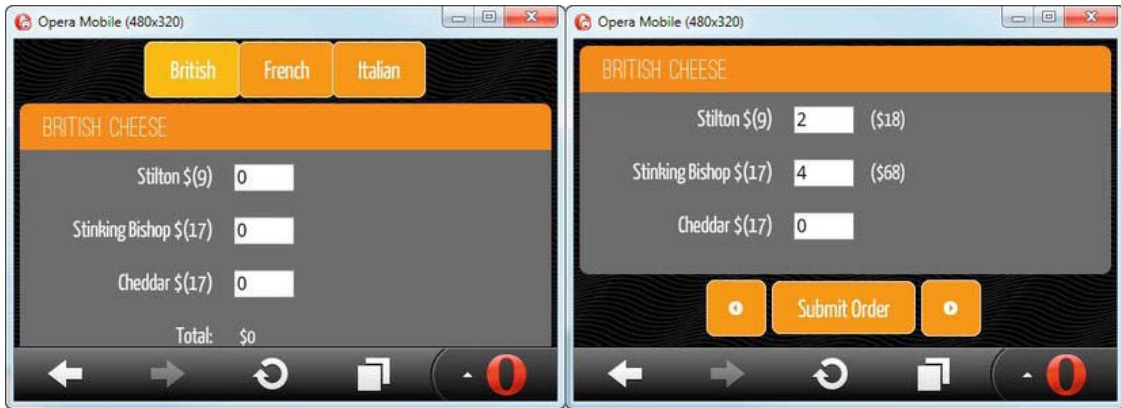 Opera Mobile (480x320)
British French Italian
BRITISH CHEESE
Stilton $(9) 0
Stinking Bishop $(17) 0
Cheddar $(17) 0
Total: $0
Opera Mobile (480x320)
BRITISH CHEESE
Stilton $(9) 2 ($18)
Stinking Bishop $(17) 4 ($68)
Cheddar $(17) 0
Submit Order